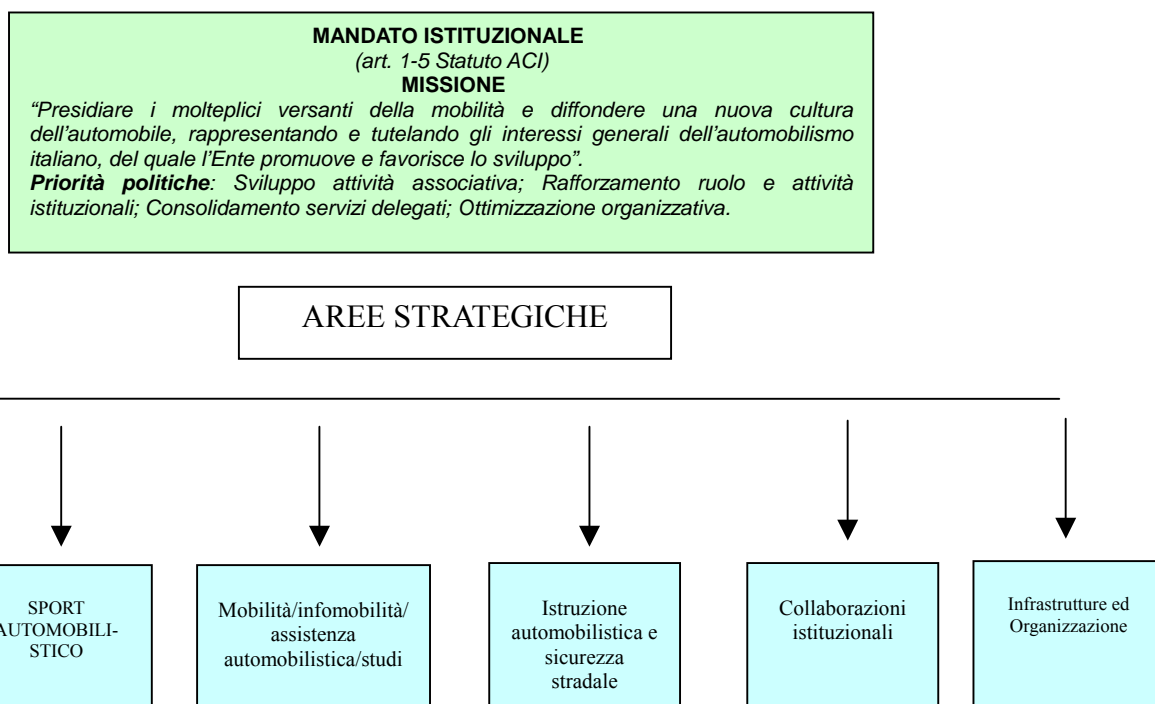 MANDATO ISTITUZIONALE
(art. 1-5 Statuto ACI)
MISSIONE
“Presidiare i molteplici versanti della mobilità e diffondere una nuova cultura
dell’automobile, rappresentando e tutelando gli interessi generali dell’automobilismo
italiano, del quale l’Ente promuove e favorisce lo sviluppo”.
Priorità politiche: Sviluppo attività associativa; Rafforzamento ruolo e attività
istituzionali; Consolidamento servizi delegati; Ottimizzazione organizzativa.
AREE STRATEGICHE
SPORT
AUTOMOBILI-
STICO
Mobilità/infomobilità/
assistenza
automobilistica/studi
Istruzione
automobilistica e
sicurezza
stradale
Collaborazioni
istituzionali
Infrastrutture ed
Organizzazione